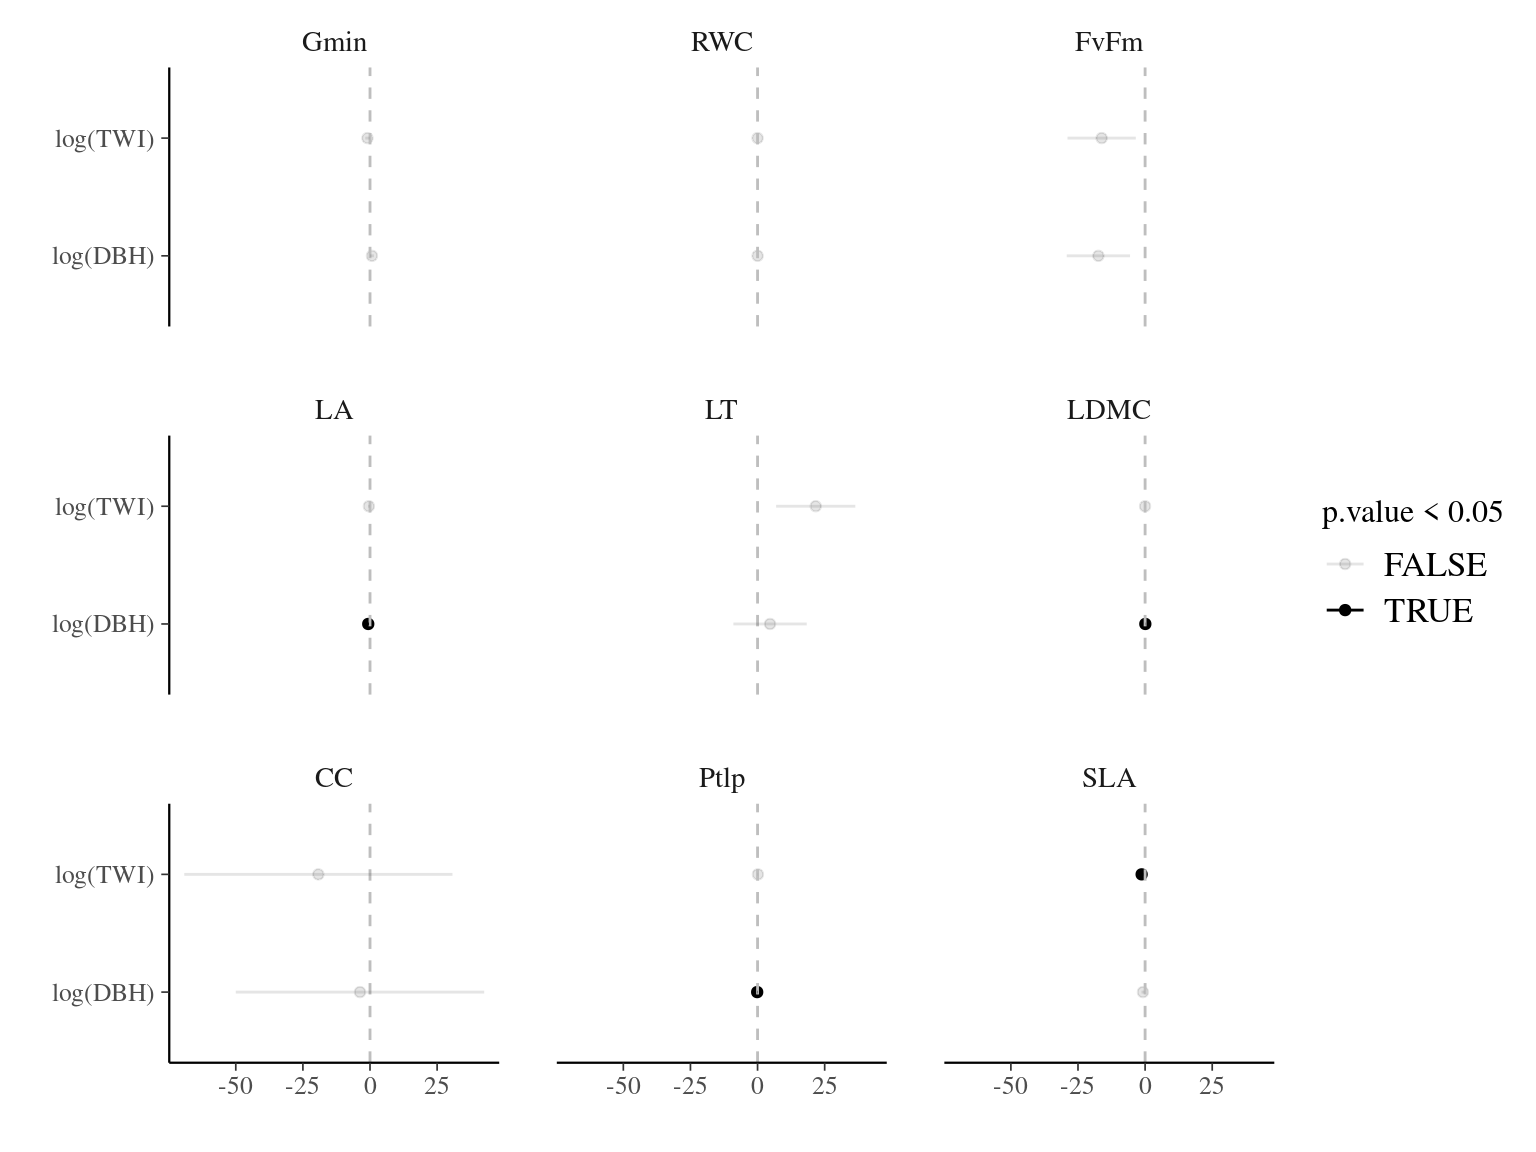 Gmin RWC FvFm
log(TWI)
log(DBH)
LA LT LDMC
log(TWI)
log(DBH)
p.value < 0.05
FALSE
TRUE
CC Ptlp SLA
log(TWI)
log(DBH)
-50 -25 0 25 -50 -25 0 25 -50 -25 0 25